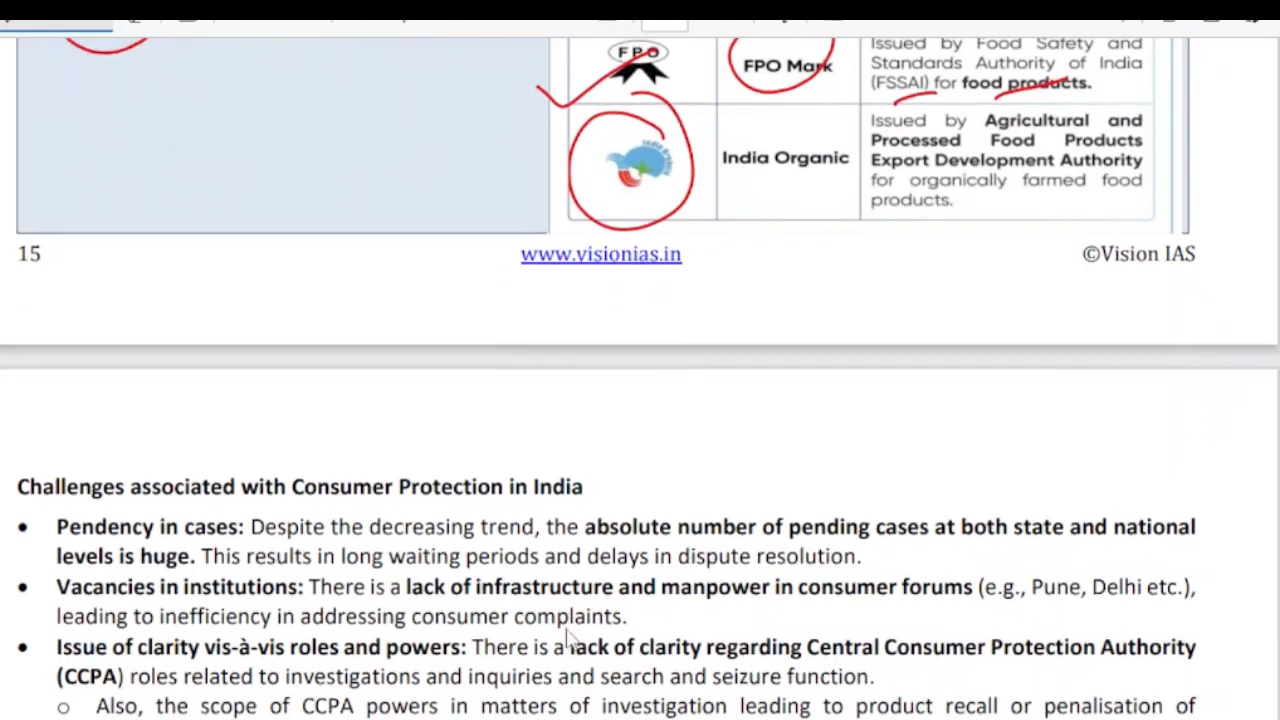 FPO
FPO Mark
Issued by Food Safety and
Standards Authority of India
(FSSAI) for food products.
India Organic
Issued by Agricultural and
Processed Food Products
Export Development Authority
for organically farmed food
products.
15
www.visionias.in
©Vision IAS
Challenges associated with Consumer Protection in India
• Pendency in cases: Despite the decreasing trend, the absolute number of pending cases at both state and national
levels is huge. This results in long waiting periods and delays in dispute resolution.
• Vacancies in institutions: There is a lack of infrastructure and manpower in consumer forums (e.g., Pune, Delhi etc.),
leading to inefficiency in addressing consumer complaints.
• Issue of clarity vis-à-vis roles and powers: There is a lack of clarity regarding Central Consumer Protection Authority
(CCPA) roles related to investigations and inquiries and search and seizure function.
o Also, the scope of CCPA powers in matters of investigation leading to product recall or penalisation of